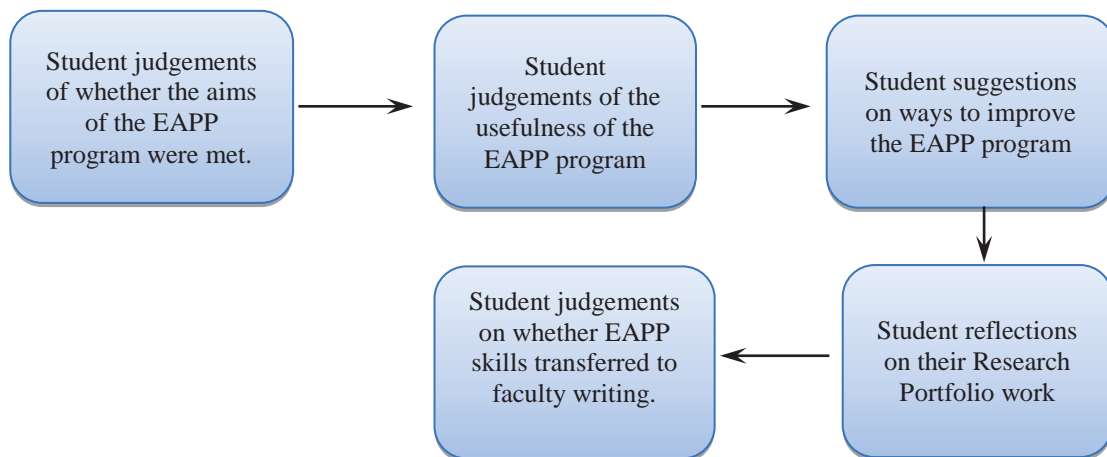 Student judgements
of whether the aims
of the EAPP
program were met.
Student
judgements of the
usefulness of the
EAPP program
Student suggestions
on ways to improve
the EAPP program
Student reflections
on their Research
Portfolio work
Student judgements
on whether EAPP
skills transferred to
faculty writing.